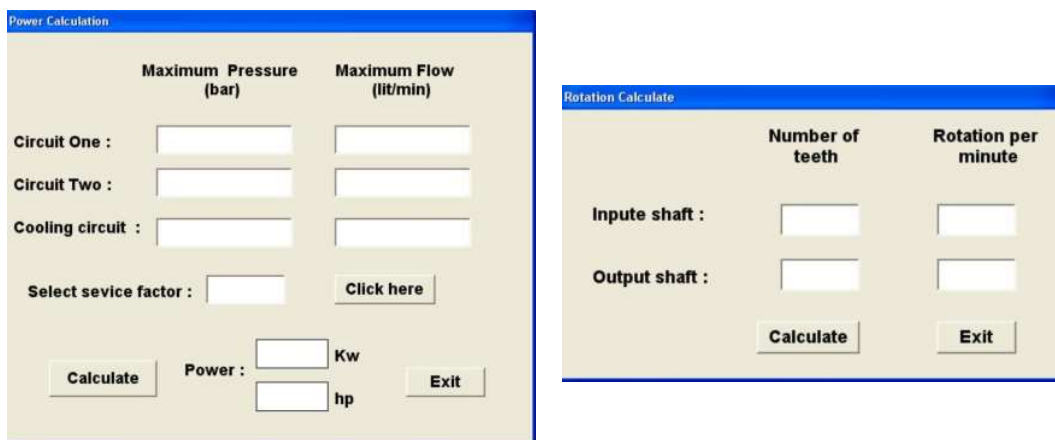 Power Calculation
Maximum Pressure
(bar)
Maximum Flow
(lit/min)
Circuit One :
Circuit Two :
Cooling circuit :
Select sevice factor :
Click here
Calculate
Power :
Kw
hp
Exit
Rotation Calculate
Number of
teeth
Rotation per
minute
Inpute shaft :
Output shaft :
Calculate
Exit